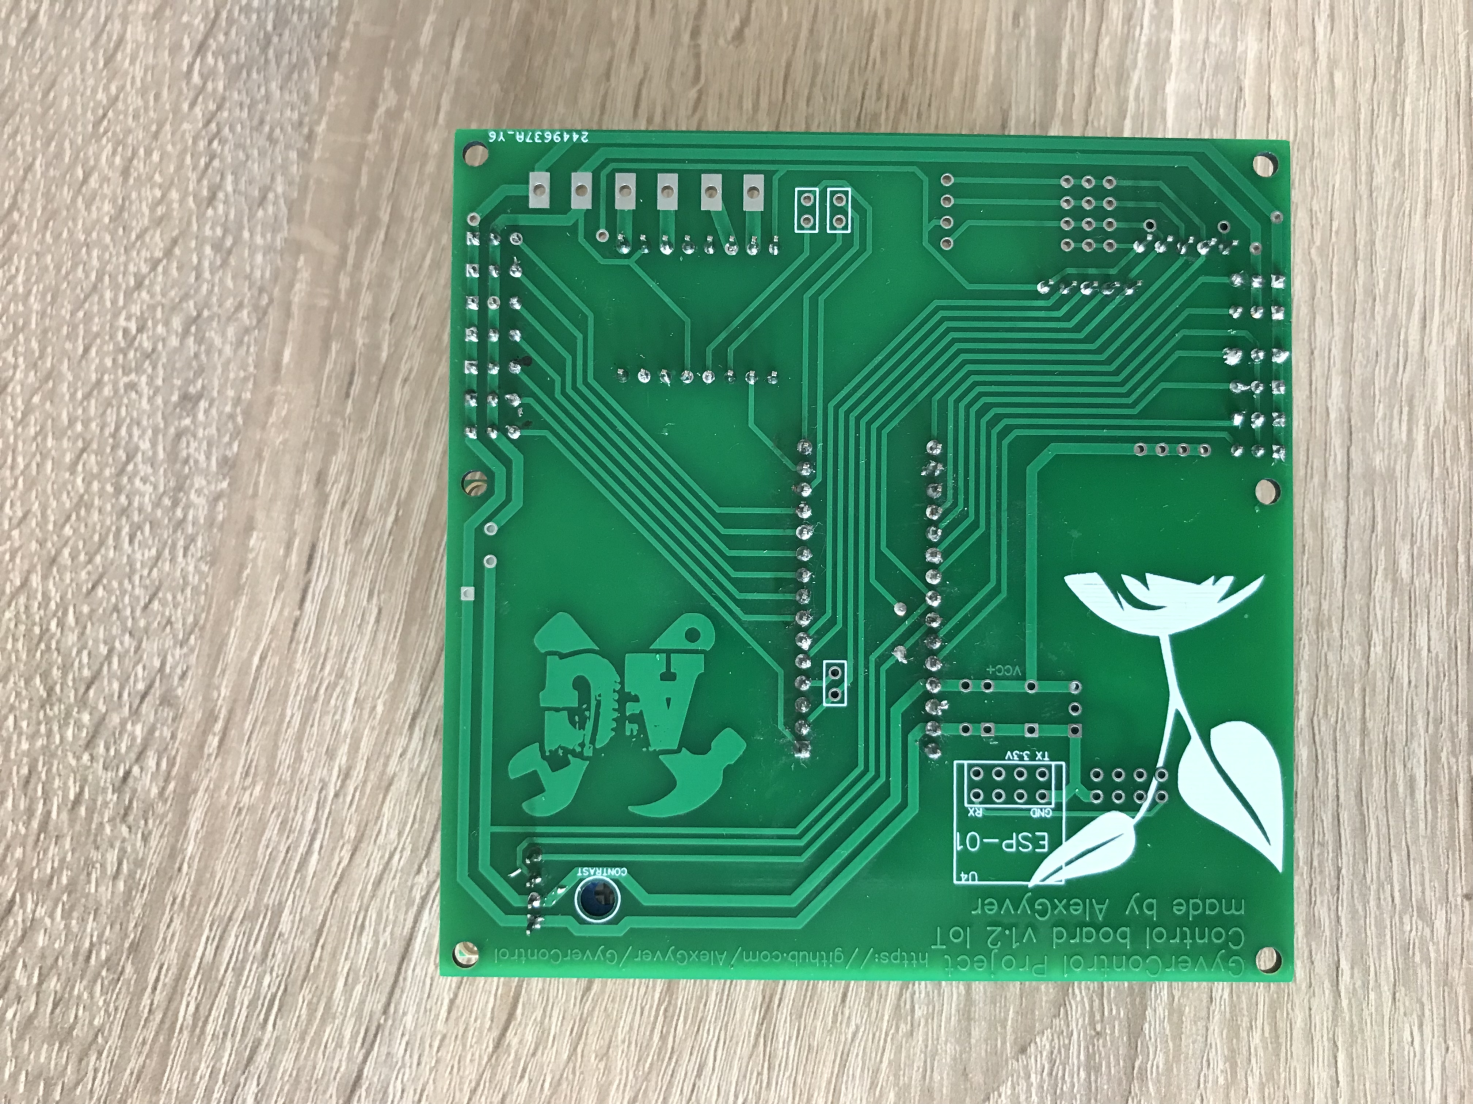 GyverControl Project
Control board v1.2 IoT
made by AlexGyver
https://github.com/AlexGyver/GyverControl
CONTRAST
U4
ESP-01
GND
RX
TX 3.3V
VCC+
AG
2449637A_Y6